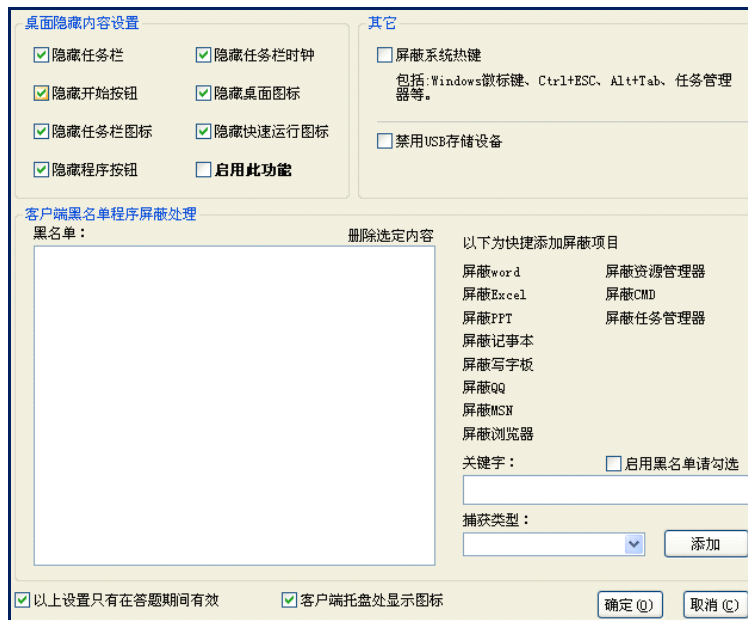 桌面隐藏内容设置
其它
隐藏任务栏
隐藏任务栏时钟
隐藏开始按钮
隐藏桌面图标
隐藏任务栏图标
隐藏快速运行图标
隐藏程序按钮
启用此功能
屏蔽系统热键
包括:Windows徽标键、Ctrl+ESC、Alt+Tab、任务管理
器等。
禁用USB存储设备
客户端黑名单程序屏蔽处理
黑名单：
删除选定内容
以下为快捷添加屏蔽项目
屏蔽word
屏蔽资源管理器
屏蔽Excel
屏蔽CMD
屏蔽PPT
屏蔽任务管理器
屏蔽记事本
屏蔽写字板
屏蔽QQ
屏蔽MSN
屏蔽浏览器
关键字：
启用黑名单请勾选
捕获类型：
添加
以上设置只有在答题期间有效
客户端托盘处显示图标
确定(O)
取消(C)